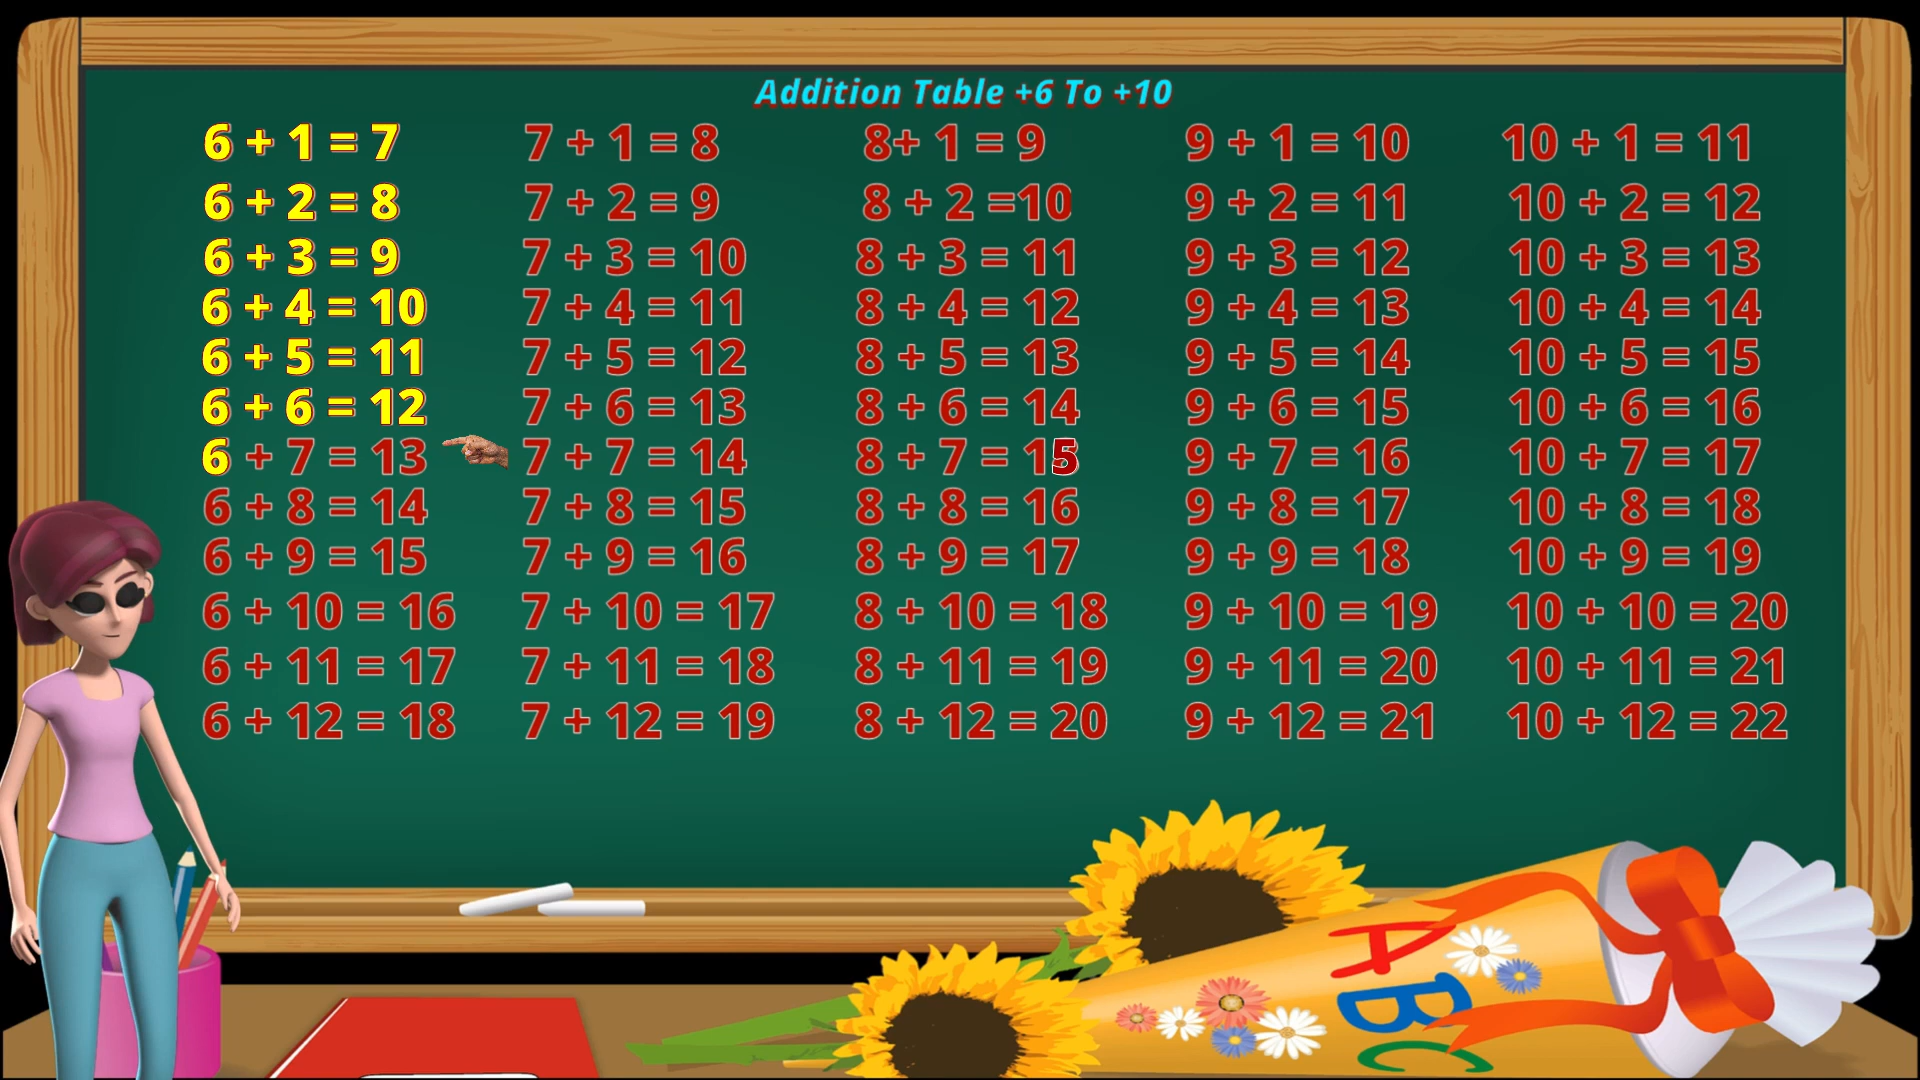 Addition Table +6 To +10
6 + 1 = 7 7 + 1 = 8 8+ 1 = 9 9 + 1 = 10 10 + 1 = 11
6 + 2 = 8 7 + 2 = 9 8 + 2 =10 9 + 2 = 11 10 + 2 = 12
6 + 3 = 9 7 + 3 = 10 8 + 3 = 11 9 + 3 = 12 10 + 3 = 13
6 + 4 = 10 7 + 4 = 11 8 + 4 = 12 9 + 4 = 13 10 + 4 = 14
6 + 5 = 11 7 + 5 = 12 8 + 5 = 13 9 + 5 = 14 10 + 5 = 15
6 + 6 = 12 7 + 6 = 13 8 + 6 = 14 9 + 6 = 15 10 + 6 = 16
6 + 7 = 13 7 + 7 = 14 8 + 7 = 15 9 + 7 = 16 10 + 7 = 17
6 + 8 = 14 7 + 8 = 15 8 + 8 = 16 9 + 8 = 17 10 + 8 = 18
6 + 9 = 15 7 + 9 = 16 8 + 9 = 17 9 + 9 = 18 10 + 9 = 19
6 + 10 = 16 7 + 10 = 17 8 + 10 = 18 9 + 10 = 19 10 + 10 = 20
6 + 11 = 17 7 + 11 = 18 8 + 11 = 19 9 + 11 = 20 10 + 11 = 21
6 + 12 = 18 7 + 12 = 19 8 + 12 = 20 9 + 12 = 21 10 + 12 = 22
A
B
C